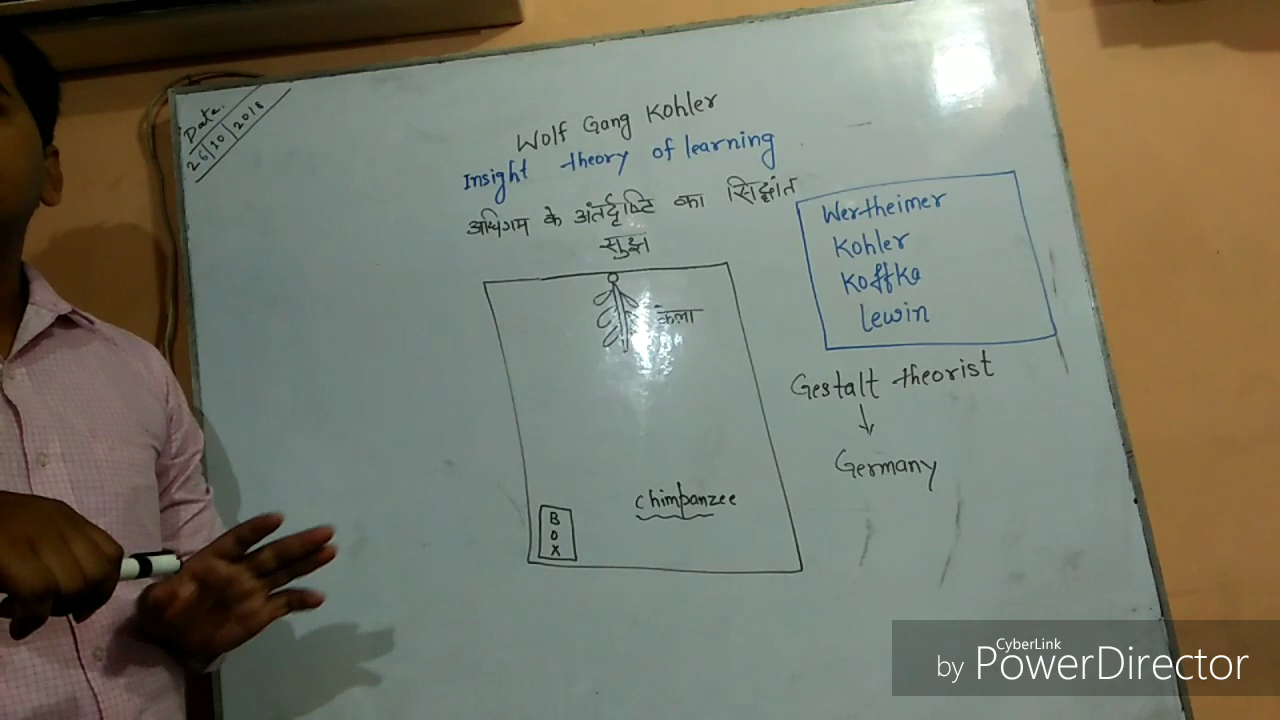 Date.
26/10/2018
Wolf Gang Kohler
Insight theory of learning
अधिगम के अंतर्दृष्टि का सिद्धांत
सुझ
केला
Chimpanzee
BOX
Wertheimer
Kohler
Koffka
Lewin
Gestalt theorist
Germany
CyberLink
by PowerDirector